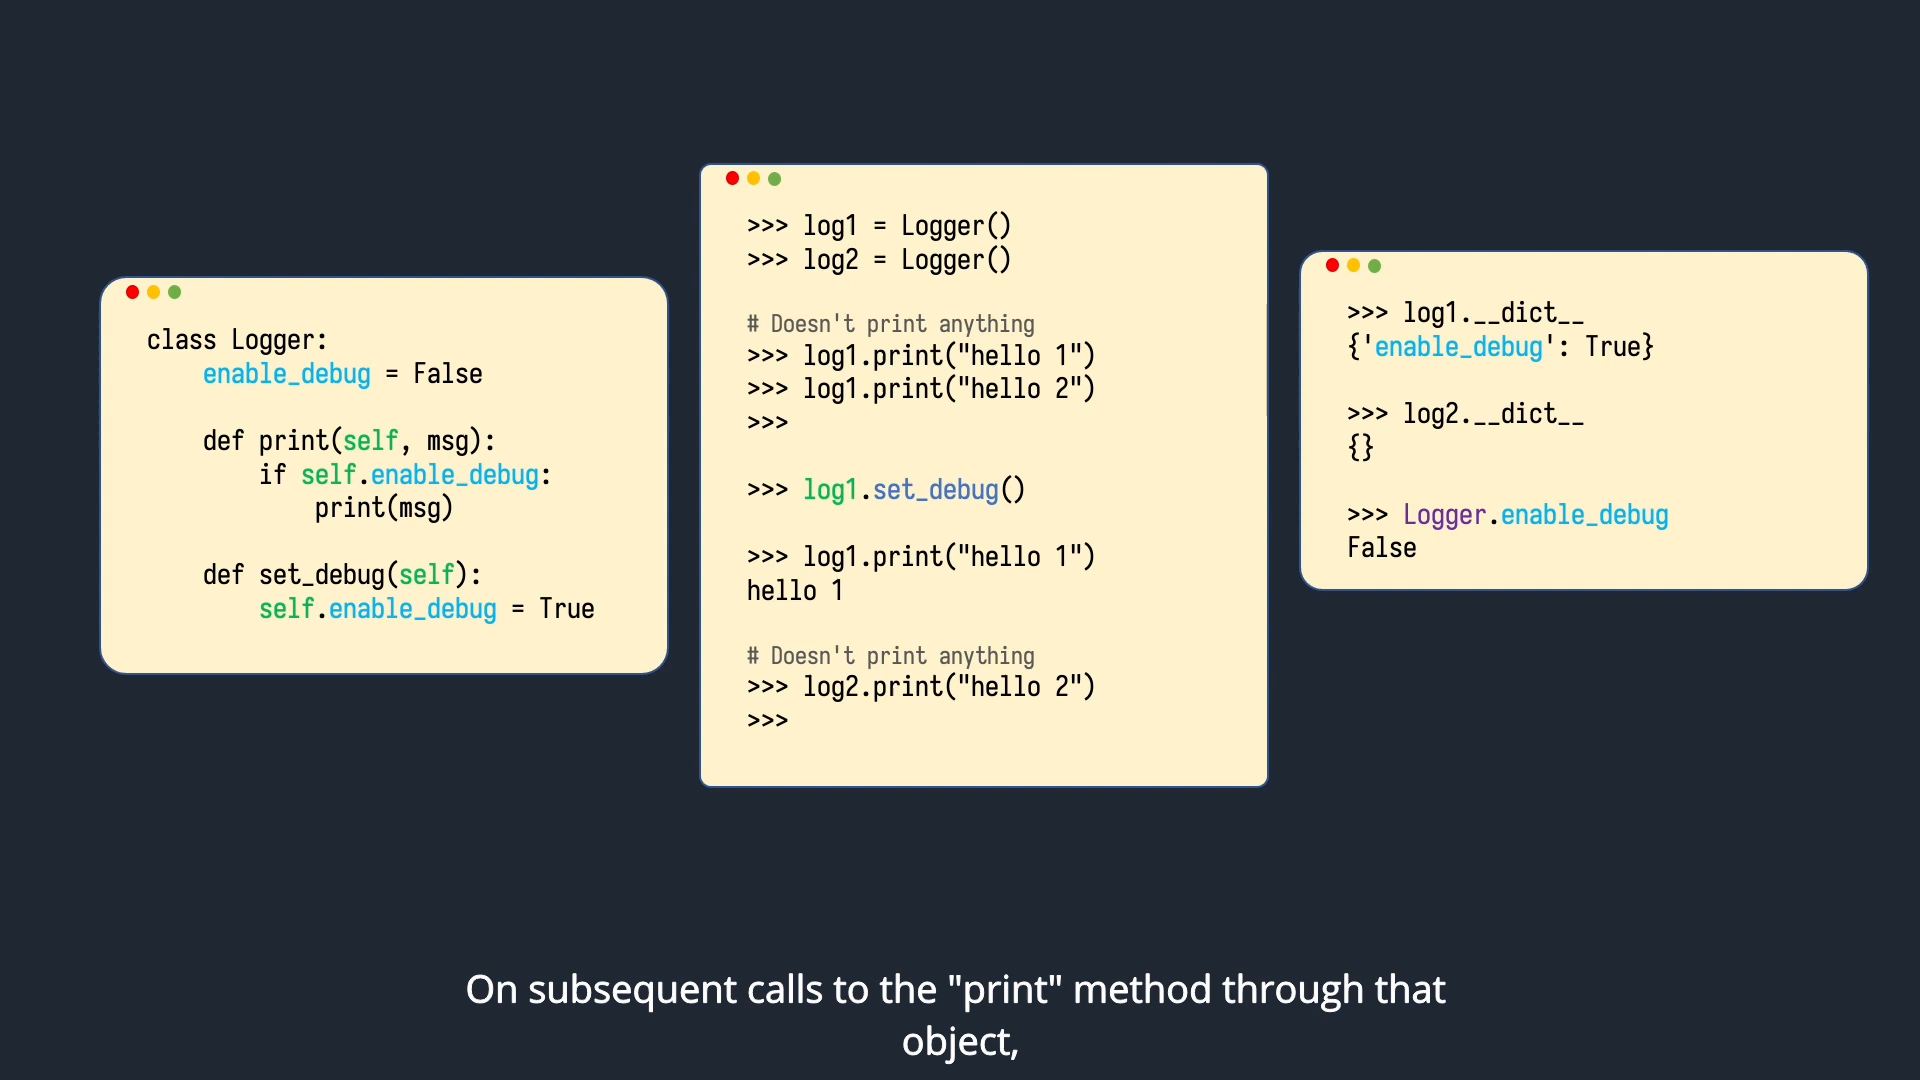 class Logger:
enable_debug = False
def print(self, msg):
if self.enable_debug:
print(msg)
def set_debug(self):
self.enable_debug = True
>>> log1 = Logger()
>>> log2 = Logger()
# Doesn't print anything
>>> log1.print("hello 1")
>>> log1.print("hello 2")
>>>
>>> log1.set_debug()
>>> log1.print("hello 1")
hello 1
# Doesn't print anything
>>> log2.print("hello 2")
>>>
>>> log1.__dict__
{'enable_debug': True}
>>> log2.__dict__
{}
>>> Logger.enable_debug
False
On subsequent calls to the "print" method through that
object,